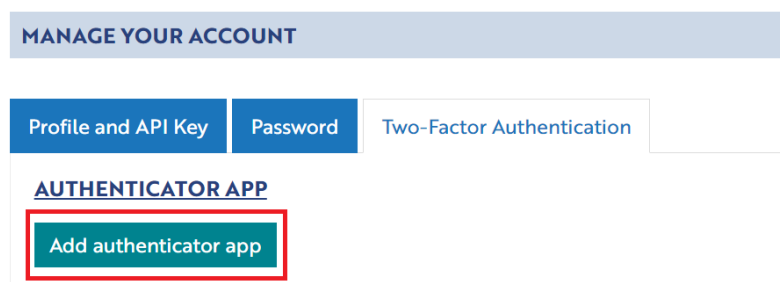 MANAGE YOUR ACCOUNT
Profile and API Key Password Two-Factor Authentication
AUTHENTICATOR APP
Add authenticator app